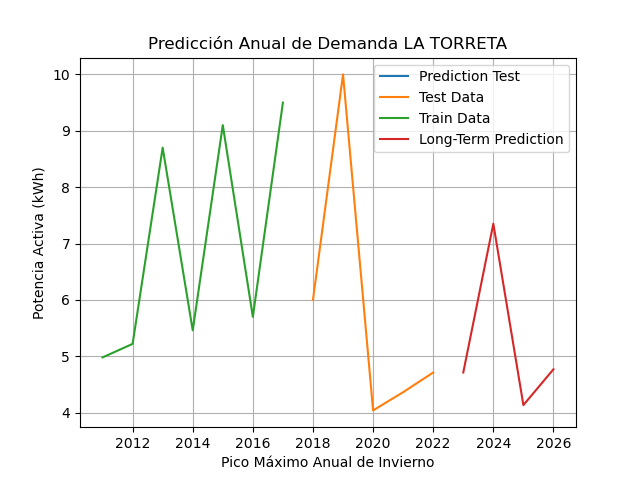 Predicción Anual de Demanda LA TORRETA
Prediction Test
Test Data
Train Data
Long-Term Prediction
Potencia Activa (kWh)
10
9
8
7
6
5
4
2012 2014 2016 2018 2020 2022 2024 2026
Pico Máximo Anual de Invierno